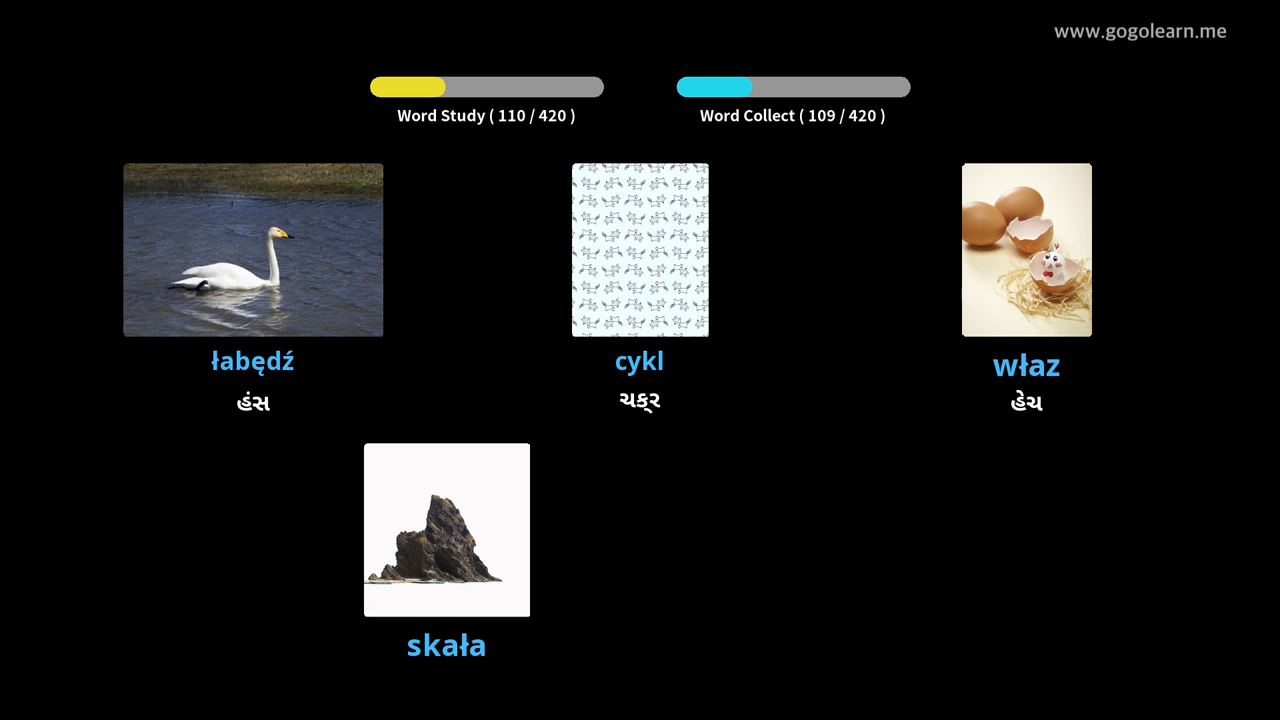 www.gogolearn.me
Word Study ( 110 / 420 )
Word Collect ( 109 / 420 )
łabędź
cykl
właz
હંસ
ચક્ર
હેચ
skała